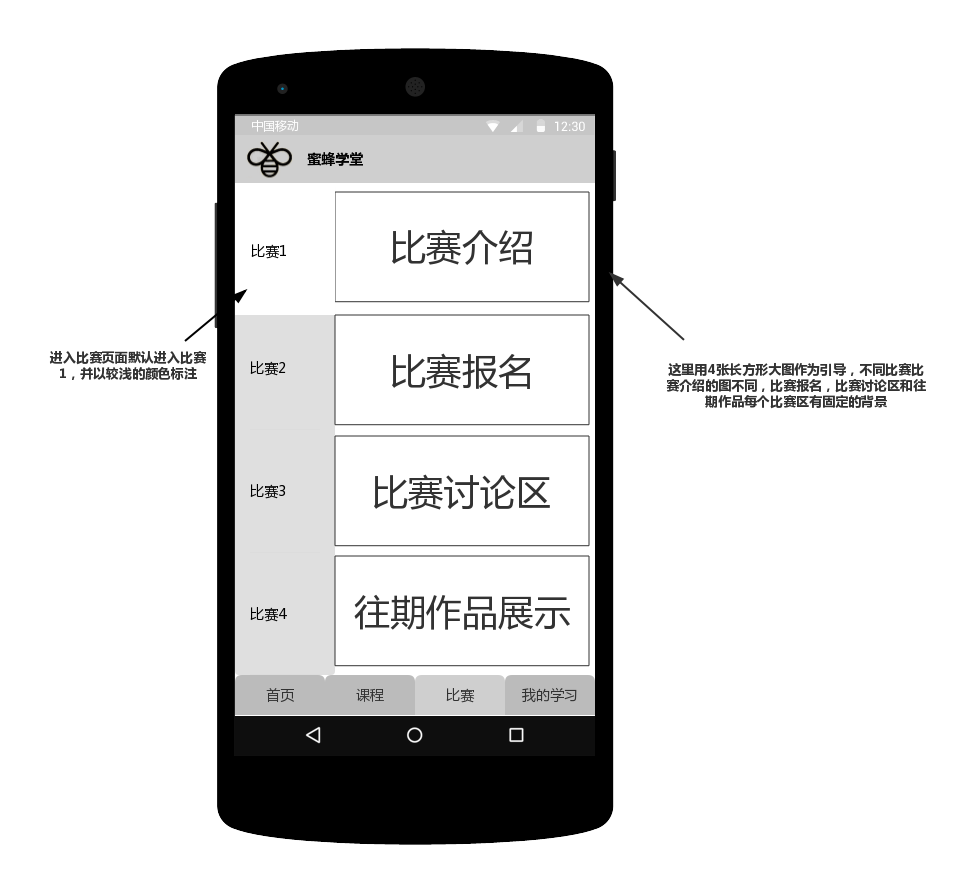 中国移动 12:30
蜜蜂学堂
比赛1
比赛介绍
比赛2
比赛报名
比赛3
比赛讨论区
比赛4
往期作品展示
首页 课程 比赛 我的学习
进入比赛页面默认进入比赛
1，并以较浅的颜色标注
这里用4张长方形大图作为引导，不同比赛比
赛介绍的图不同，比赛报名，比赛讨论区和往
期作品每个比赛区有固定的背景